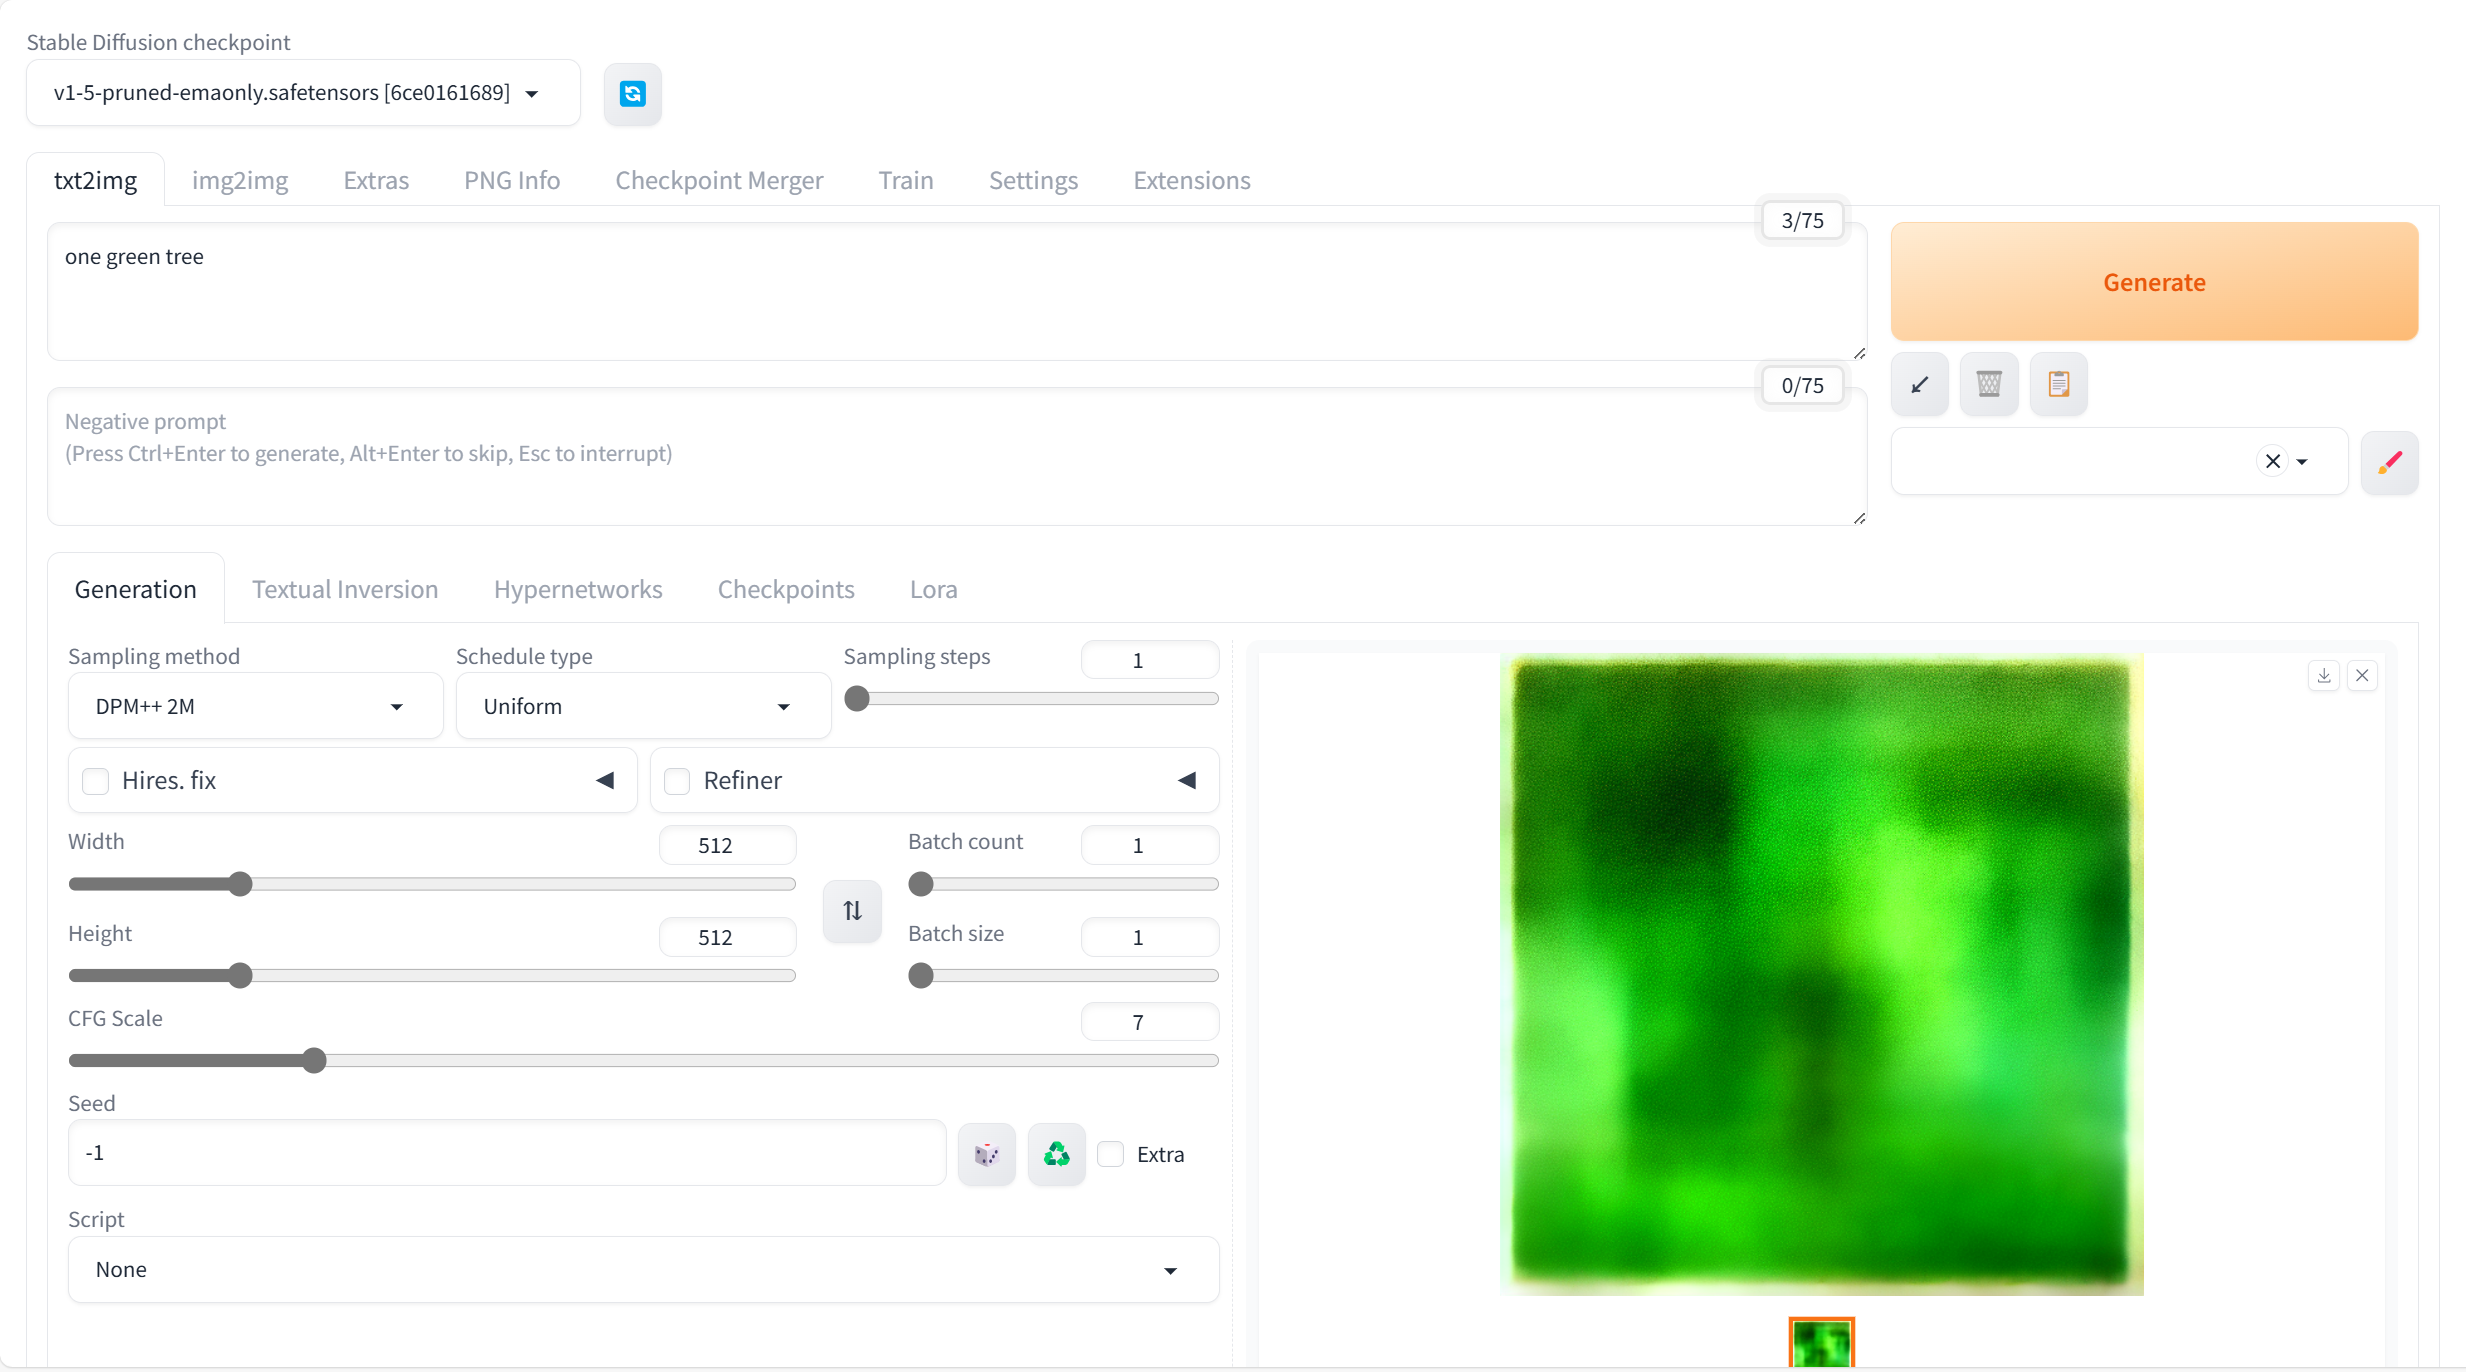 Stable Diffusion checkpoint
v1-5-pruned-emaonly.safetensors [6ce0161689]
txt2img img2img Extras PNG Info Checkpoint Merger Train Settings Extensions
3/75
one green tree
Generate
0/75
Negative prompt
(Press Ctrl+Enter to generate, Alt+Enter to skip, Esc to interrupt)
Generation Textual Inversion Hypernetworks Checkpoints Lora
Sampling method Schedule type Sampling steps 1
DPM++ 2M Uniform
Hires. fix Refiner
Width 512 Batch count 1
Height 512 Batch size 1
CFG Scale 7
Seed
-1 Extra
Script
None